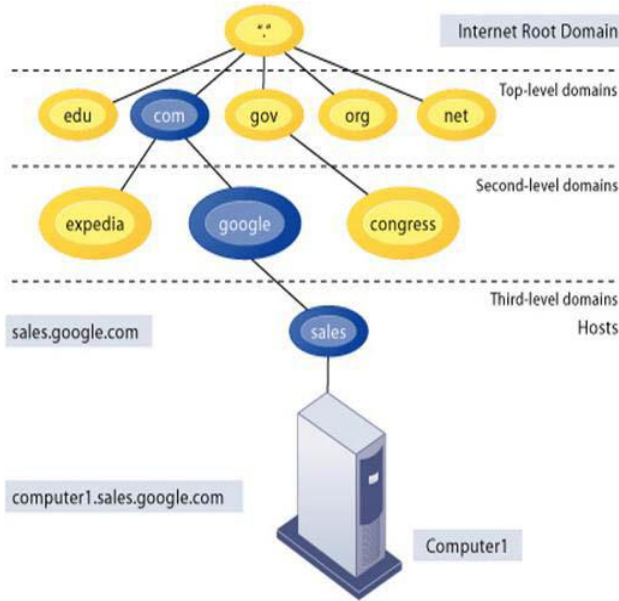 "."
Internet Root Domain
Top-level domains
edu
com
gov
org
net
Second-level domains
expedia
google
congress
Third-level domains
Hosts
sales.google.com
sales
computer1.sales.google.com
Computer1